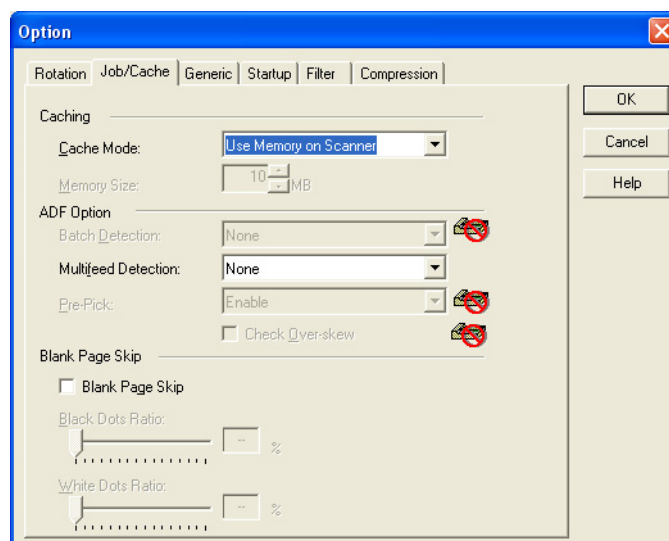 Option
Rotation Job/Cache Generic Startup Filter Compression
OK
Caching
Cache Mode: Use Memory on Scanner
Cancel
Memory Size: 10 MB
Help
ADF Option
Batch Detection: None
Multifeed Detection: None
Pre-Pick: Enable
Check Over-skew
Blank Page Skip
Blank Page Skip
Black Dots Ratio:
-- %
White Dots Ratio:
-- %